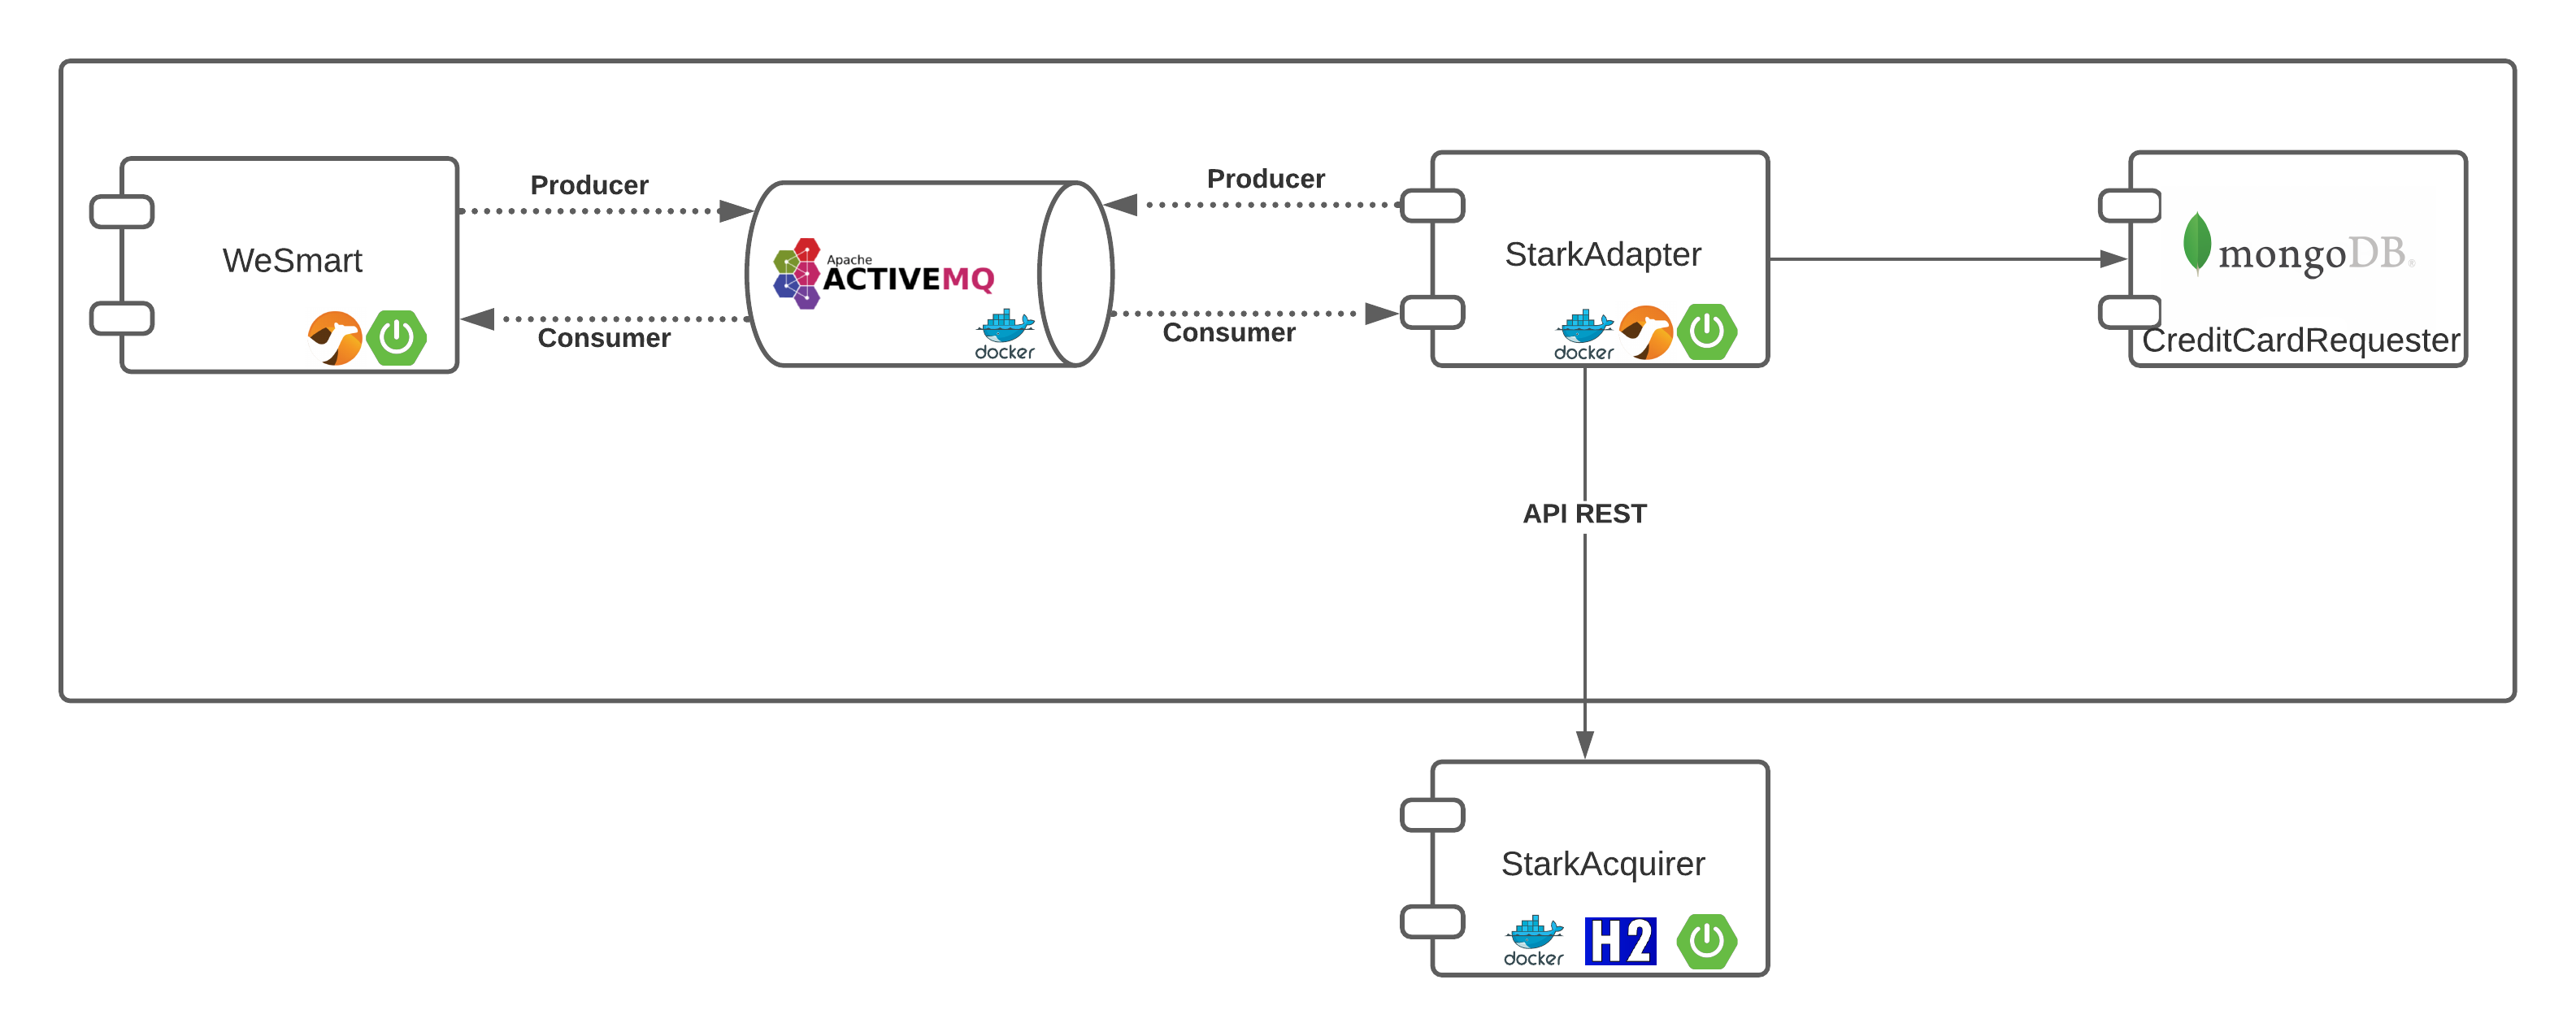 Producer
Producer
WeSmart
Apache
ACTIVEMQ
StarkAdapter
mongoDB®
Consumer
Consumer
docker
docker
CreditCardRequester
API REST
StarkAcquirer
docker
H2